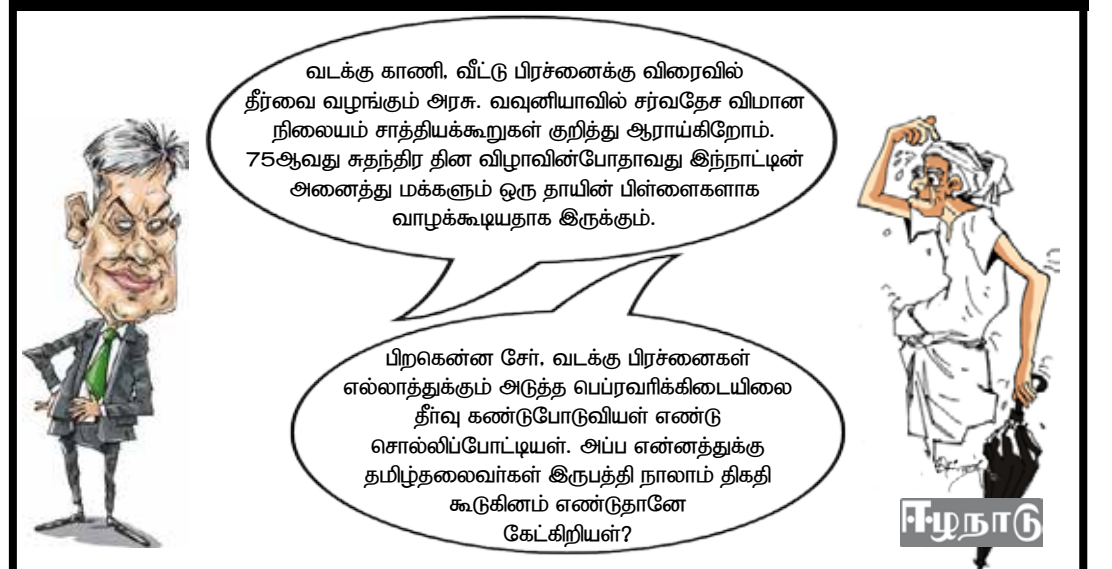 வடக்கு காணி, வீட்டு பிரச்னைக்கு விரைவில்
தீர்வை வழங்கும் அரசு. வவுனியாவில் சர்வதேச விமான
நிலையம் சாத்தியக்கூறுகள் குறித்து ஆராய்கிறோம்.
75ஆவது சுதந்திர தின விழாவின்போதாவது இந்நாட்டின்
அனைத்து மக்களும் ஒரு தாயின் பிள்ளைகளாக
வாழக்கூடியதாக இருக்கும்.
பிறகென்ன சேர், வடக்கு பிரச்னைகள்
எல்லாத்துக்கும் அடுத்த பெப்ரவரிக்கிடையிலை
தீர்வு கண்டுபோடுவியள் எண்டு
சொல்லிப்போட்டியள். அப்ப என்னத்துக்கு
தமிழ்தலைவர்கள் இருபத்தி நாலாம் திகதி
கூடுகினம் எண்டுதானே
கேட்கிறியள்?
ஈழநாடு